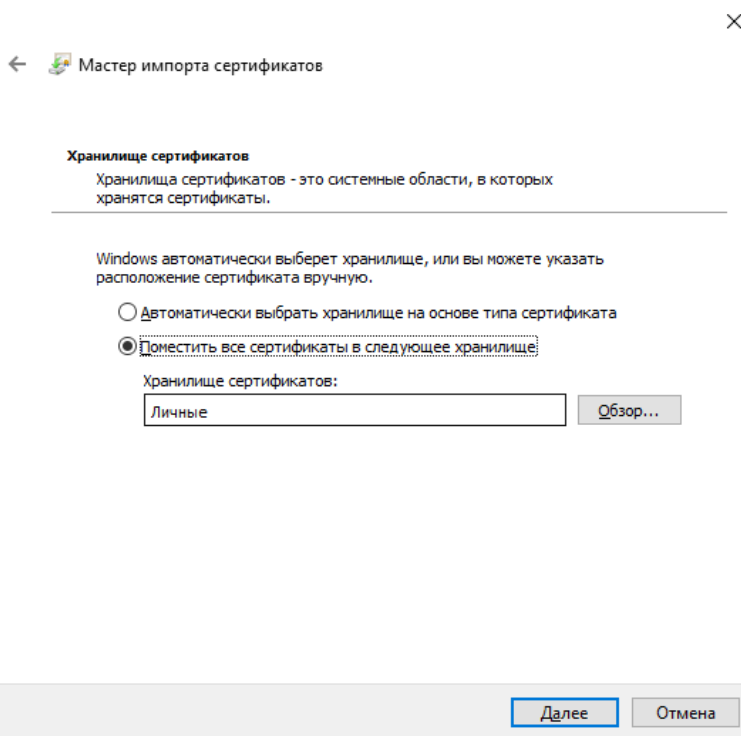 Мастер импорта сертификатов
Хранилище сертификатов
Хранилища сертификатов - это системные области, в которых
хранятся сертификаты.
Windows автоматически выберет хранилище, или вы можете указать
расположение сертификата вручную.
Автоматически выбрать хранилище на основе типа сертификата
Поместить все сертификаты в следующее хранилище
Хранилище сертификатов:
Личные
Обзор...
Далее
Отмена